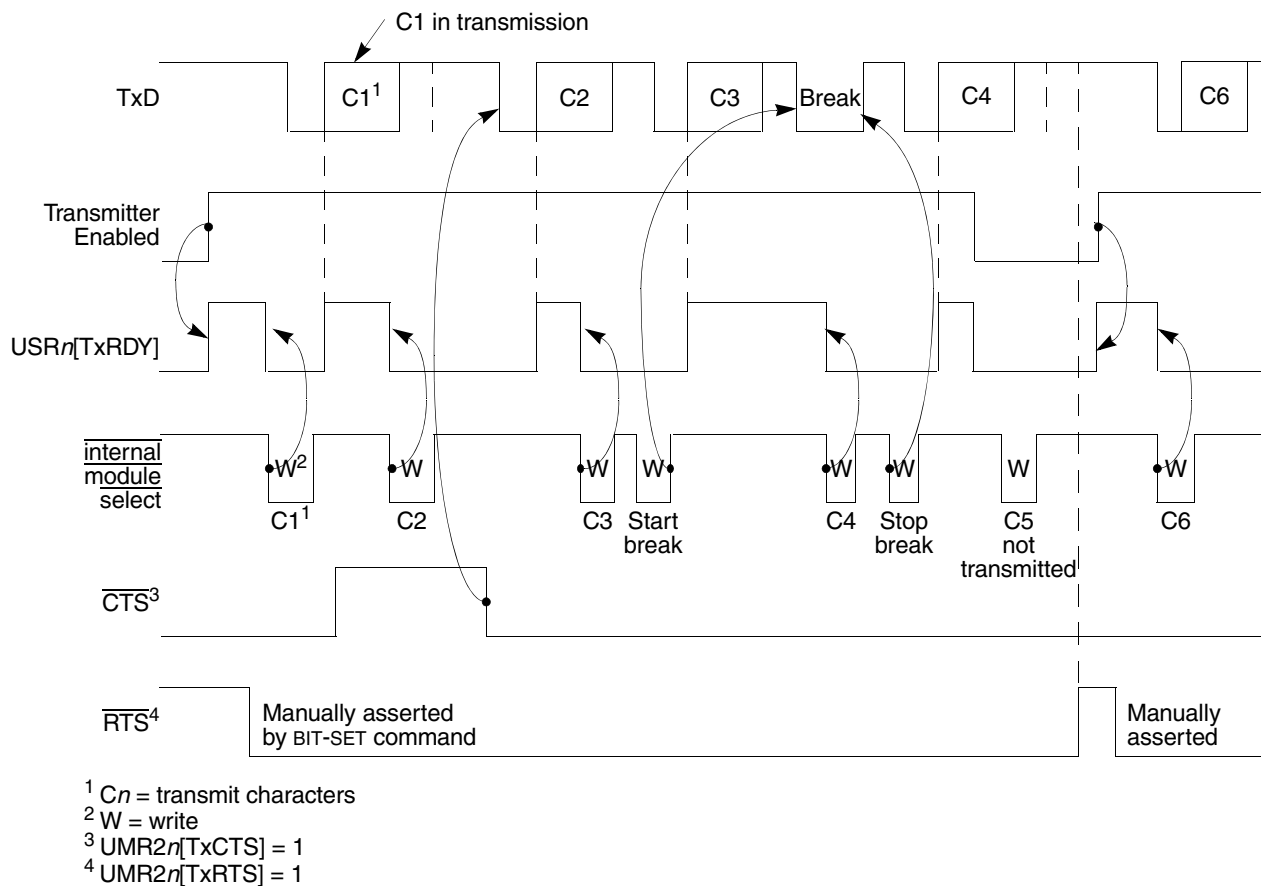 C1 in transmission
TxD
C1¹
C2
C3
Break
C4
C6
Transmitter
Enabled
USRn[TxRDY]
internal
module
select
W²
W
W
W
W
W
W
W
C1¹
C2
C3
Start
break
C4
Stop
break
C5
not
transmitted
C6
CTS³
RTS⁴
Manually asserted
by BIT-SET command
Manually
asserted
¹ Cn = transmit characters
² W = write
³ UMR2n[TxCTS] = 1
⁴ UMR2n[TxRTS] = 1